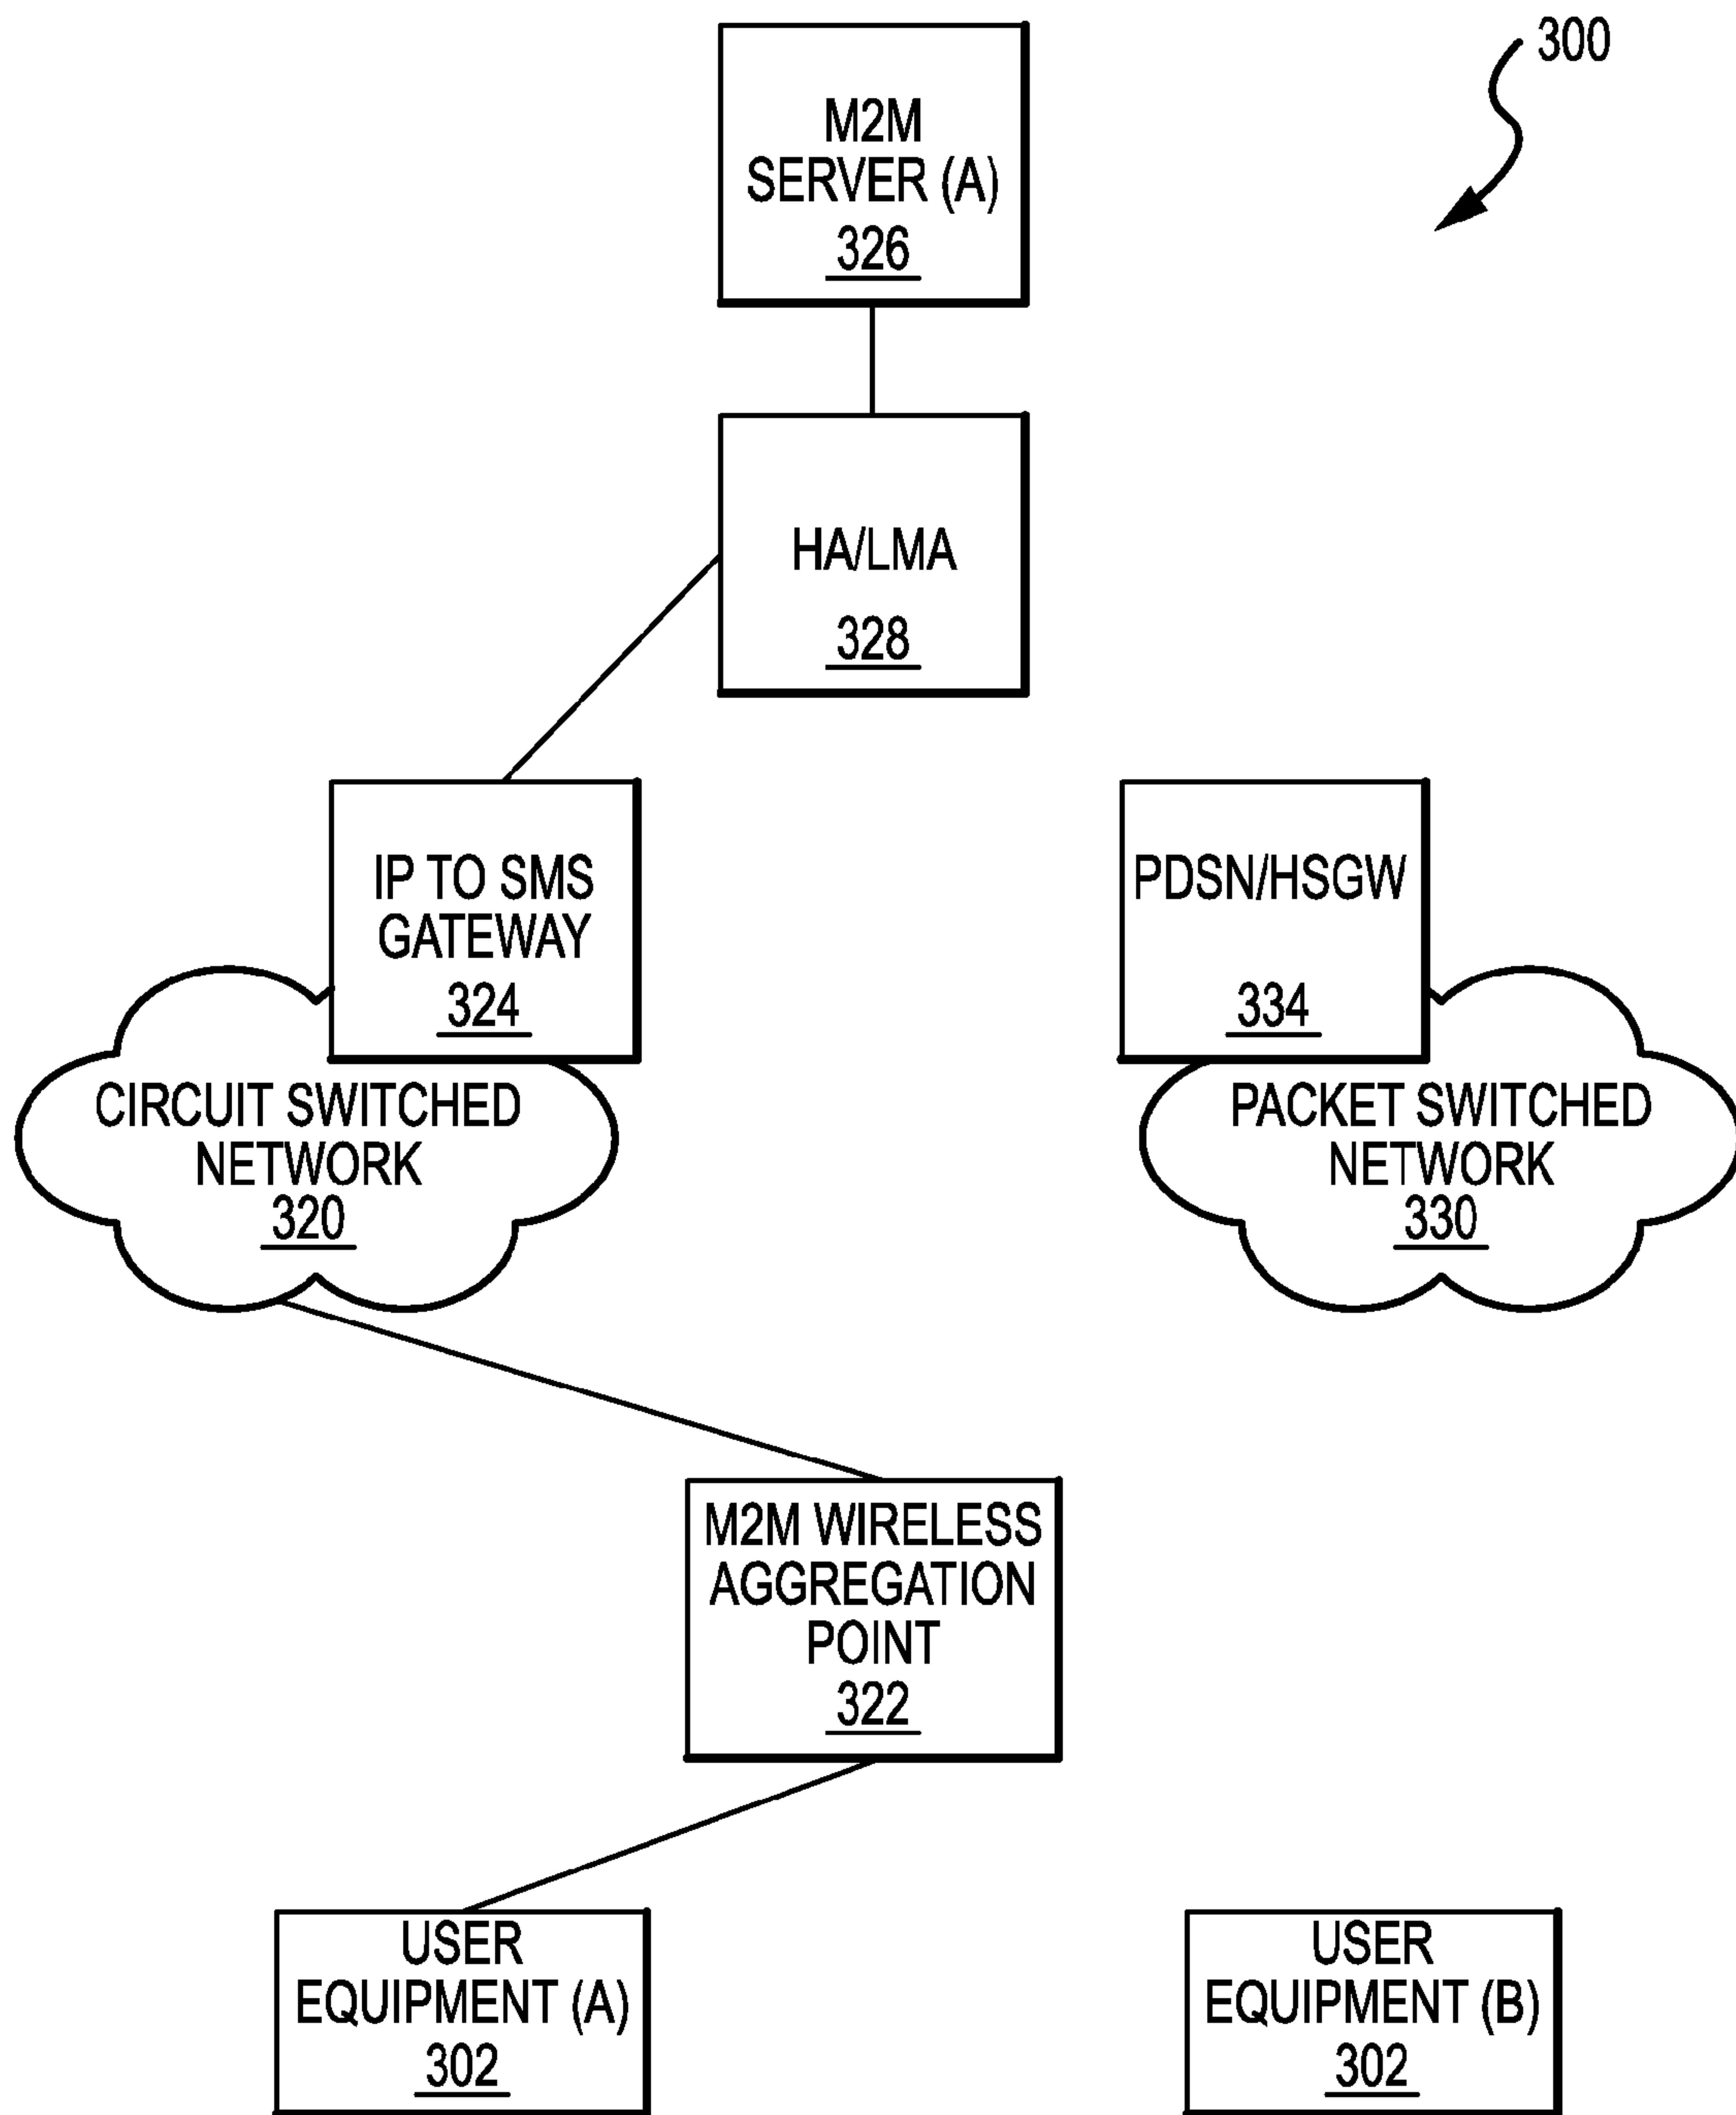 300
M2M
SERVER (A)
326
HA/LMA
328
IP TO SMS
GATEWAY
324
PDSN/HSGW
334
CIRCUIT SWITCHED
NETWORK
320
PACKET SWITCHED
NETWORK
330
M2M WIRELESS
AGGREGATION
POINT
322
USER
EQUIPMENT (A)
302
USER
EQUIPMENT (B)
302